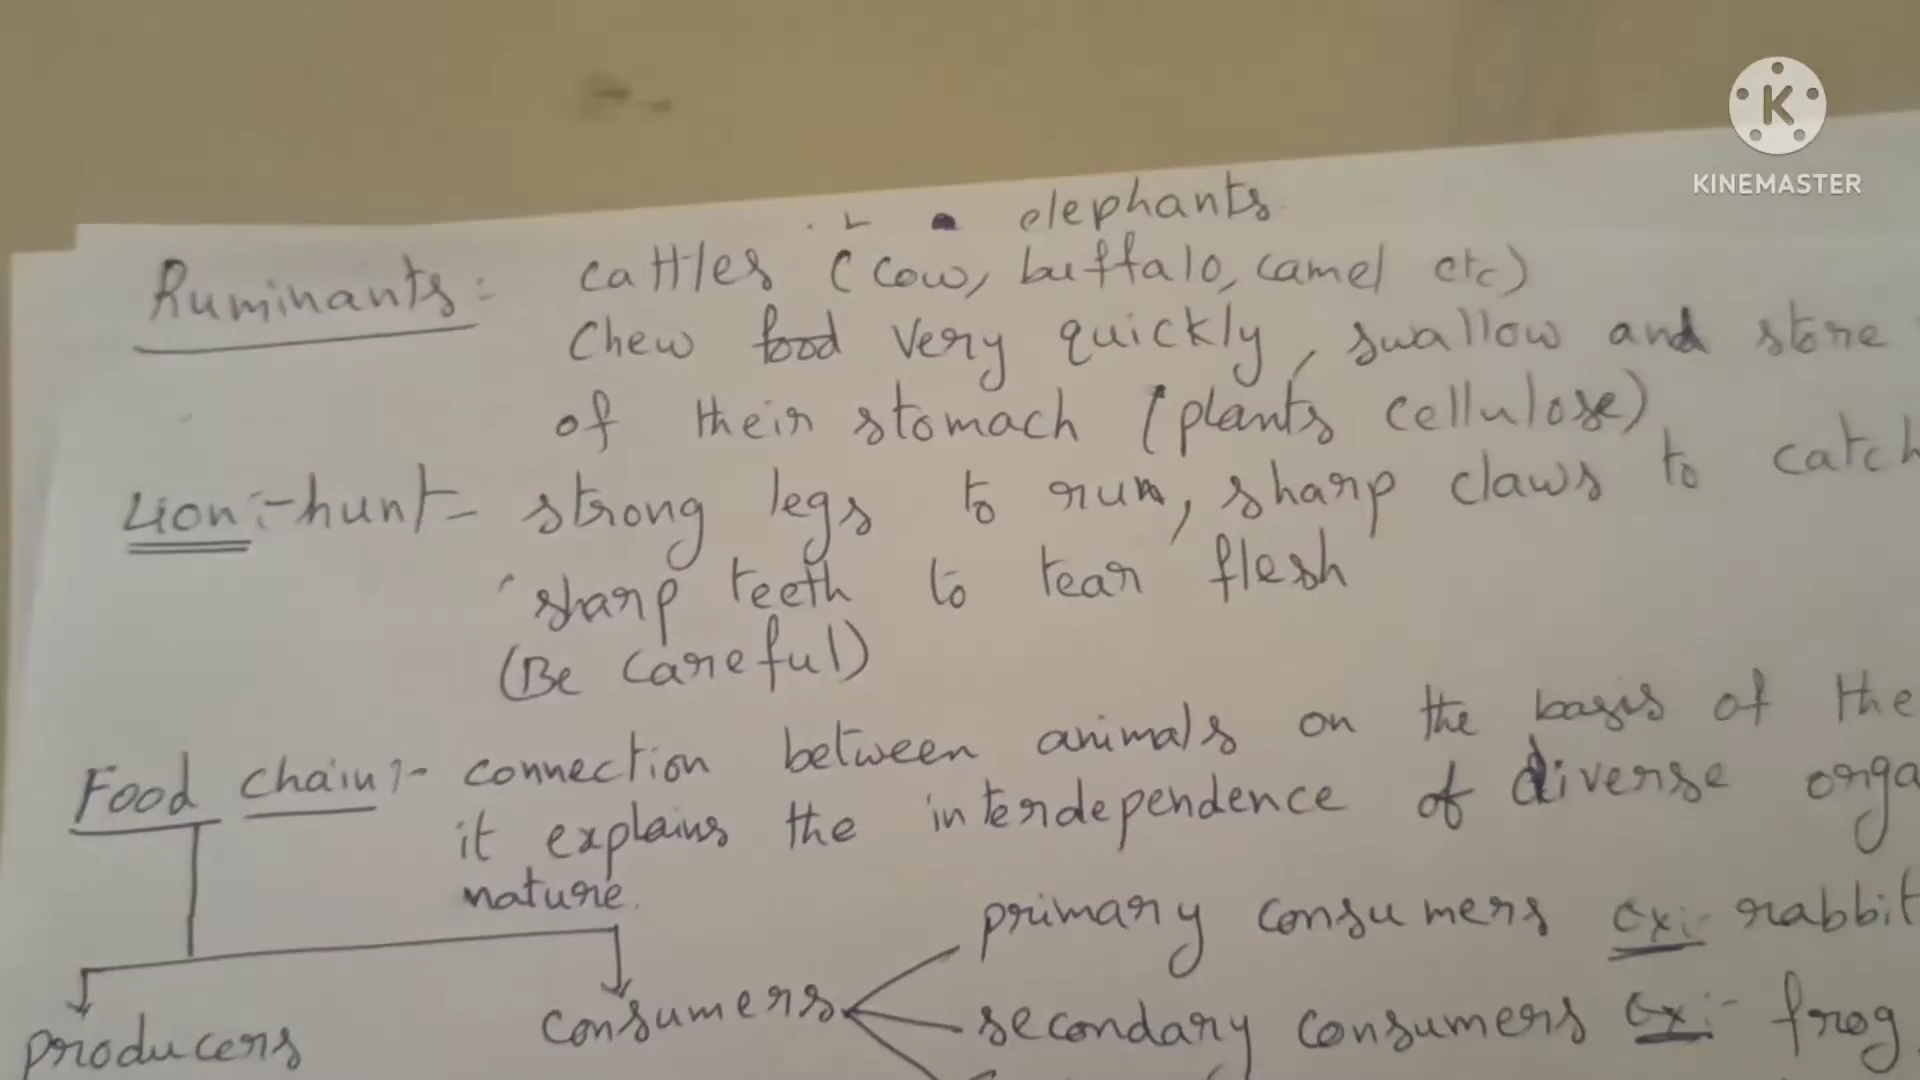 KINEMASTER
elephants
Ruminants:- cattles (cow, buffalo, camel etc)
chew food very quickly, swallow and store
of their stomach (plants cellulose)
Lion:- hunt - strong legs to run, sharp claws to catch
sharp teeth to tear flesh
(Be careful)
Food chain:- connection between animals on the basis of the
it explains the interdependence of diverse orga
nature.
primary consumers ex:- rabbit
producers consumers secondary consumers ex:- frog,